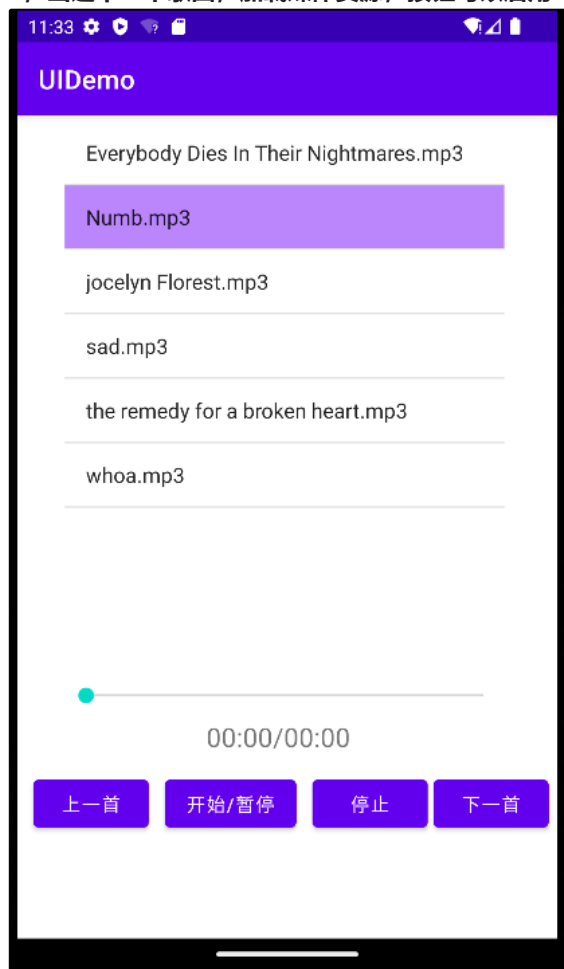 11:33
UIDemo
Everybody Dies In Their Nightmares.mp3
Numb.mp3
jocelyn Florest.mp3
sad.mp3
the remedy for a broken heart.mp3
whoa.mp3
00:00/00:00
上一首 开始/暂停 停止 下一首